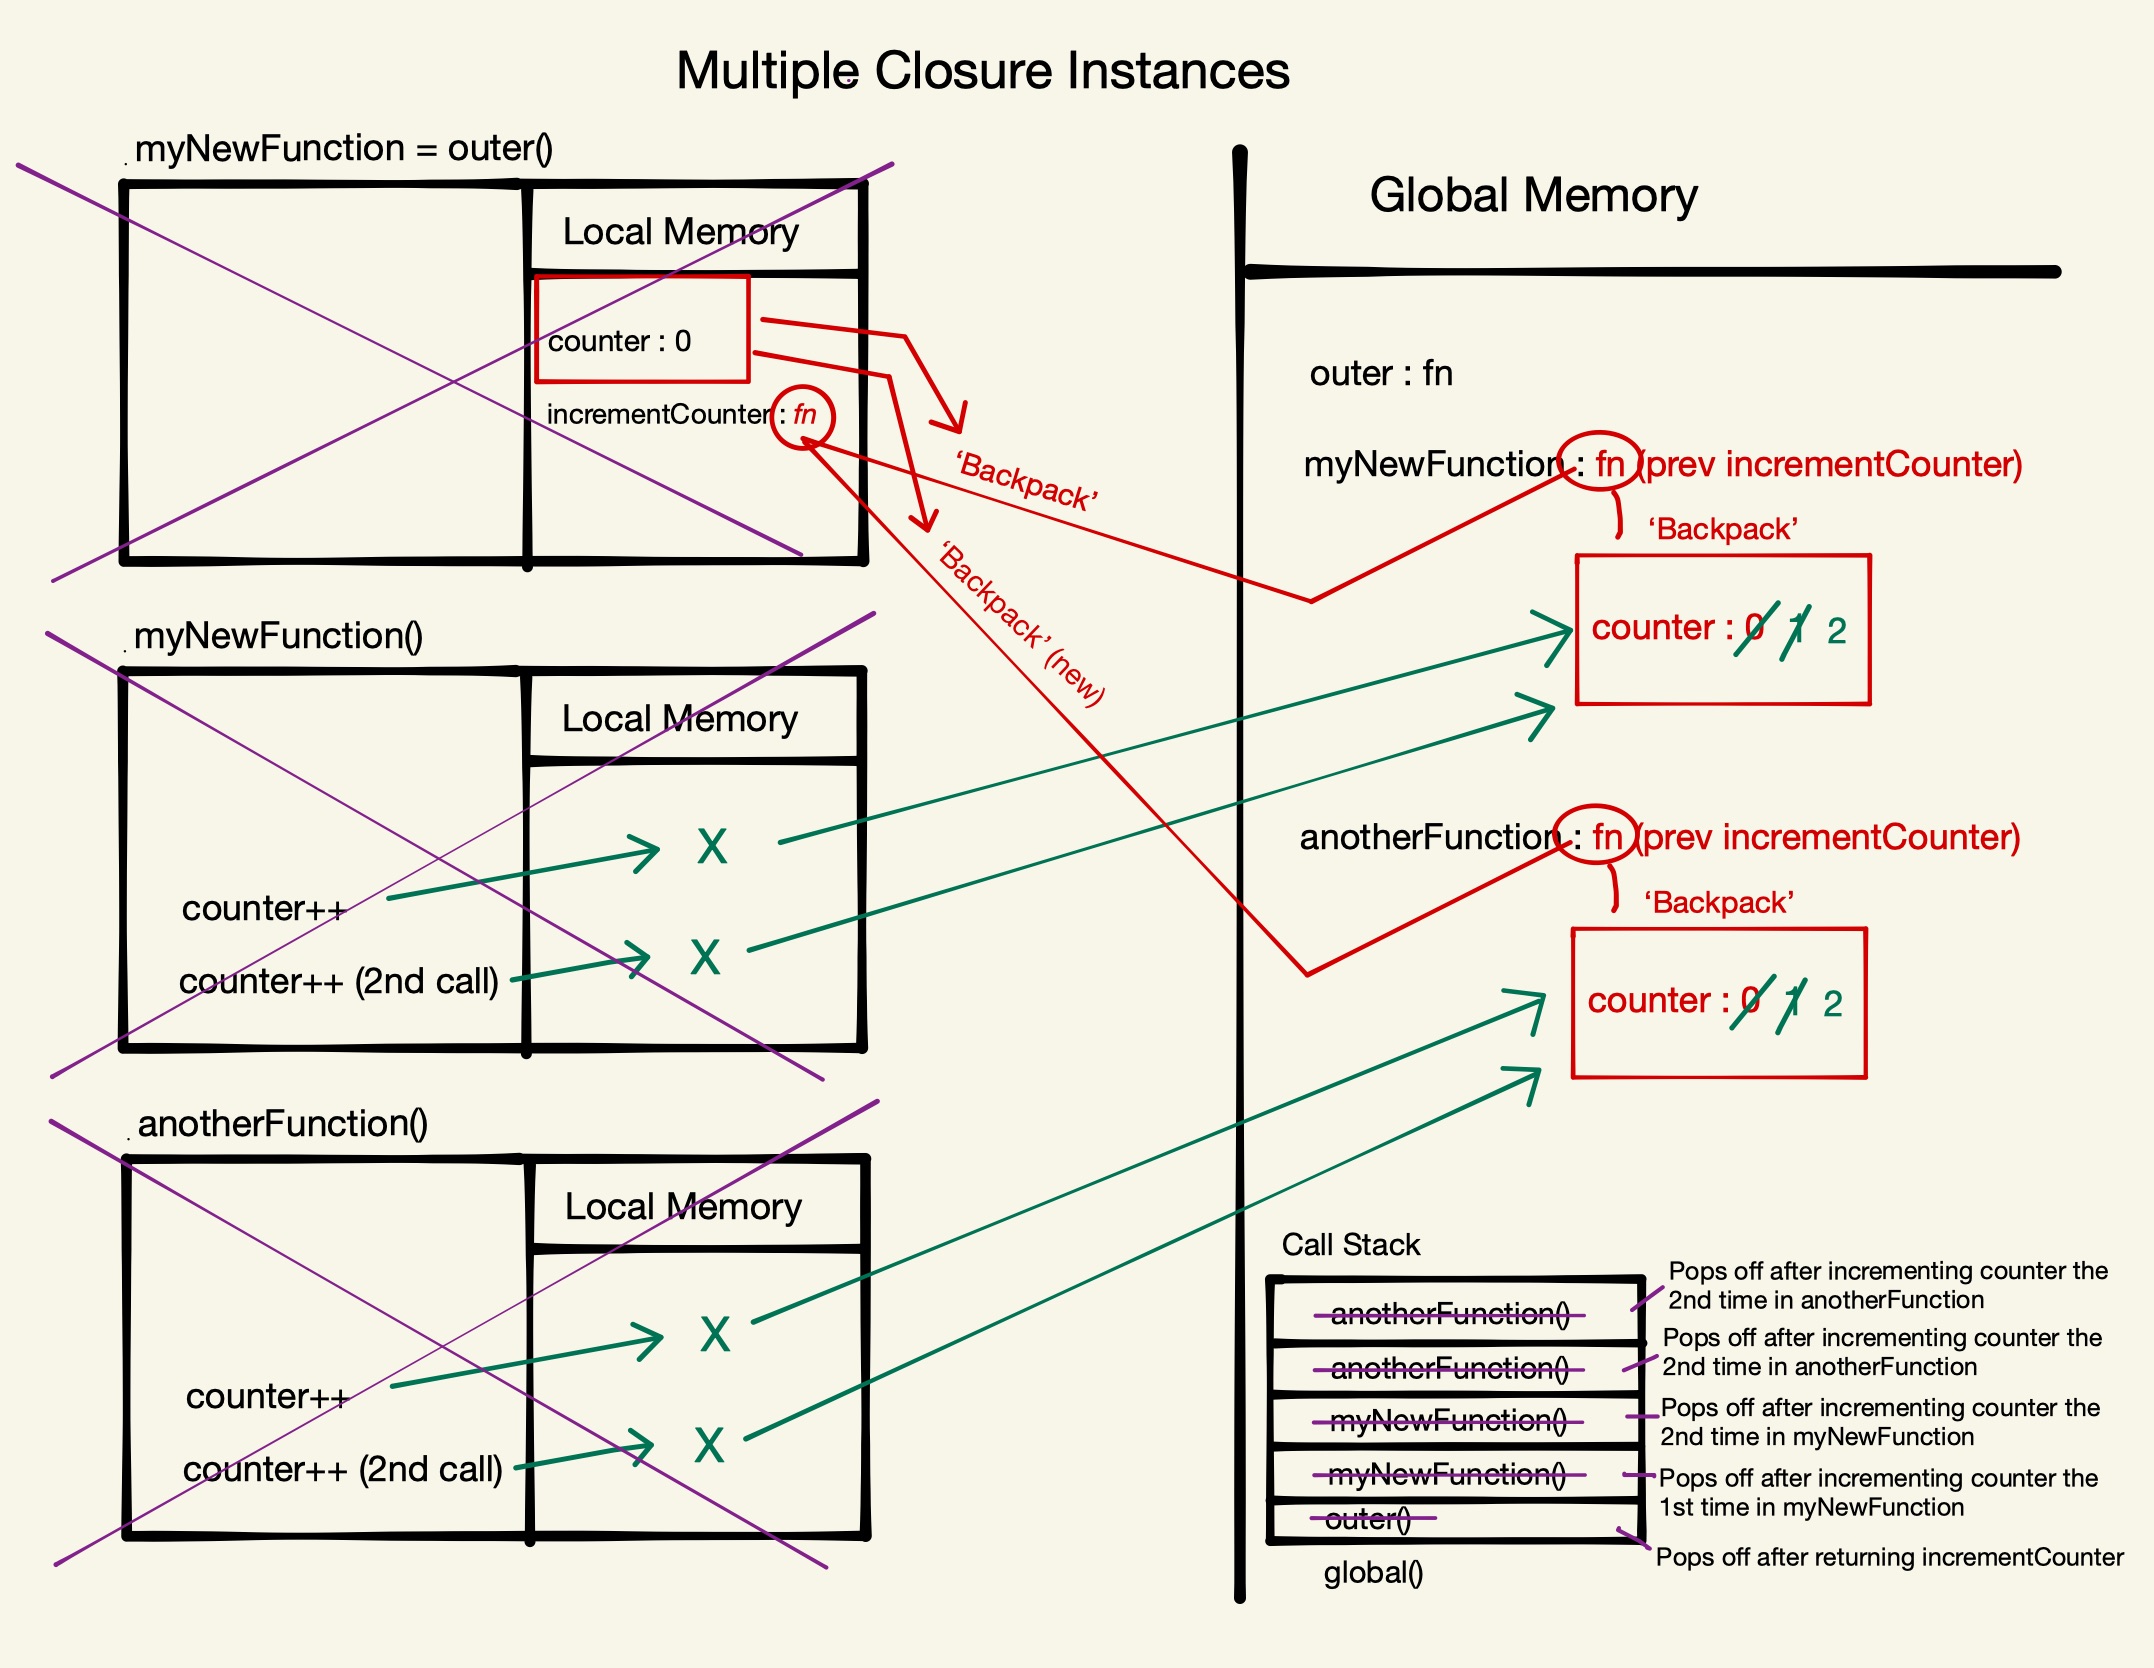 Multiple Closure Instances
myNewFunction = outer()
Local Memory
counter : 0
incrementCounter : fn
'Backpack'
'Backpack' (new)
myNewFunction()
Local Memory
X
counter++
X
counter++ (2nd call)
anotherFunction()
Local Memory
X
counter++
X
counter++ (2nd call)
Global Memory
outer : fn
myNewFunction : fn (prev incrementCounter)
'Backpack'
counter : 0 1 2
anotherFunction : fn (prev incrementCounter)
'Backpack'
counter : 0 1 2
Call Stack
anotherFunction()
Pops off after incrementing counter the
2nd time in anotherFunction
anotherFunction()
Pops off after incrementing counter the
2nd time in anotherFunction
myNewFunction()
Pops off after incrementing counter the
2nd time in myNewFunction
myNewFunction()
Pops off after incrementing counter the
1st time in myNewFunction
outer()
Pops off after returning incrementCounter
global()